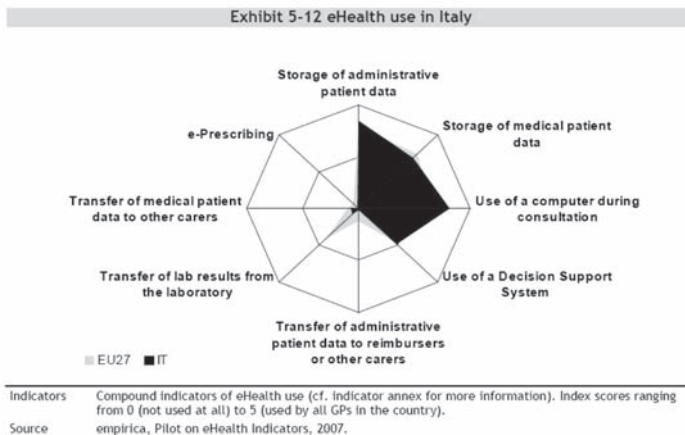 Exhibit 5-12 eHealth use in Italy
Storage of administrative
patient data
Storage of medical patient
data
Use of a computer during
consultation
Use of a Decision Support
System
Transfer of administrative
patient data to reimbursers
or other carers
Transfer of lab results from
the laboratory
Transfer of medical patient
data to other carers
e-Prescribing
EU27 IT
Indicators Compound indicators of eHealth use (cf. indicator annex for more information). Index scores ranging
from 0 (not used at all) to 5 (used by all GPs in the country).
Source empirica, Pilot on eHealth Indicators, 2007.